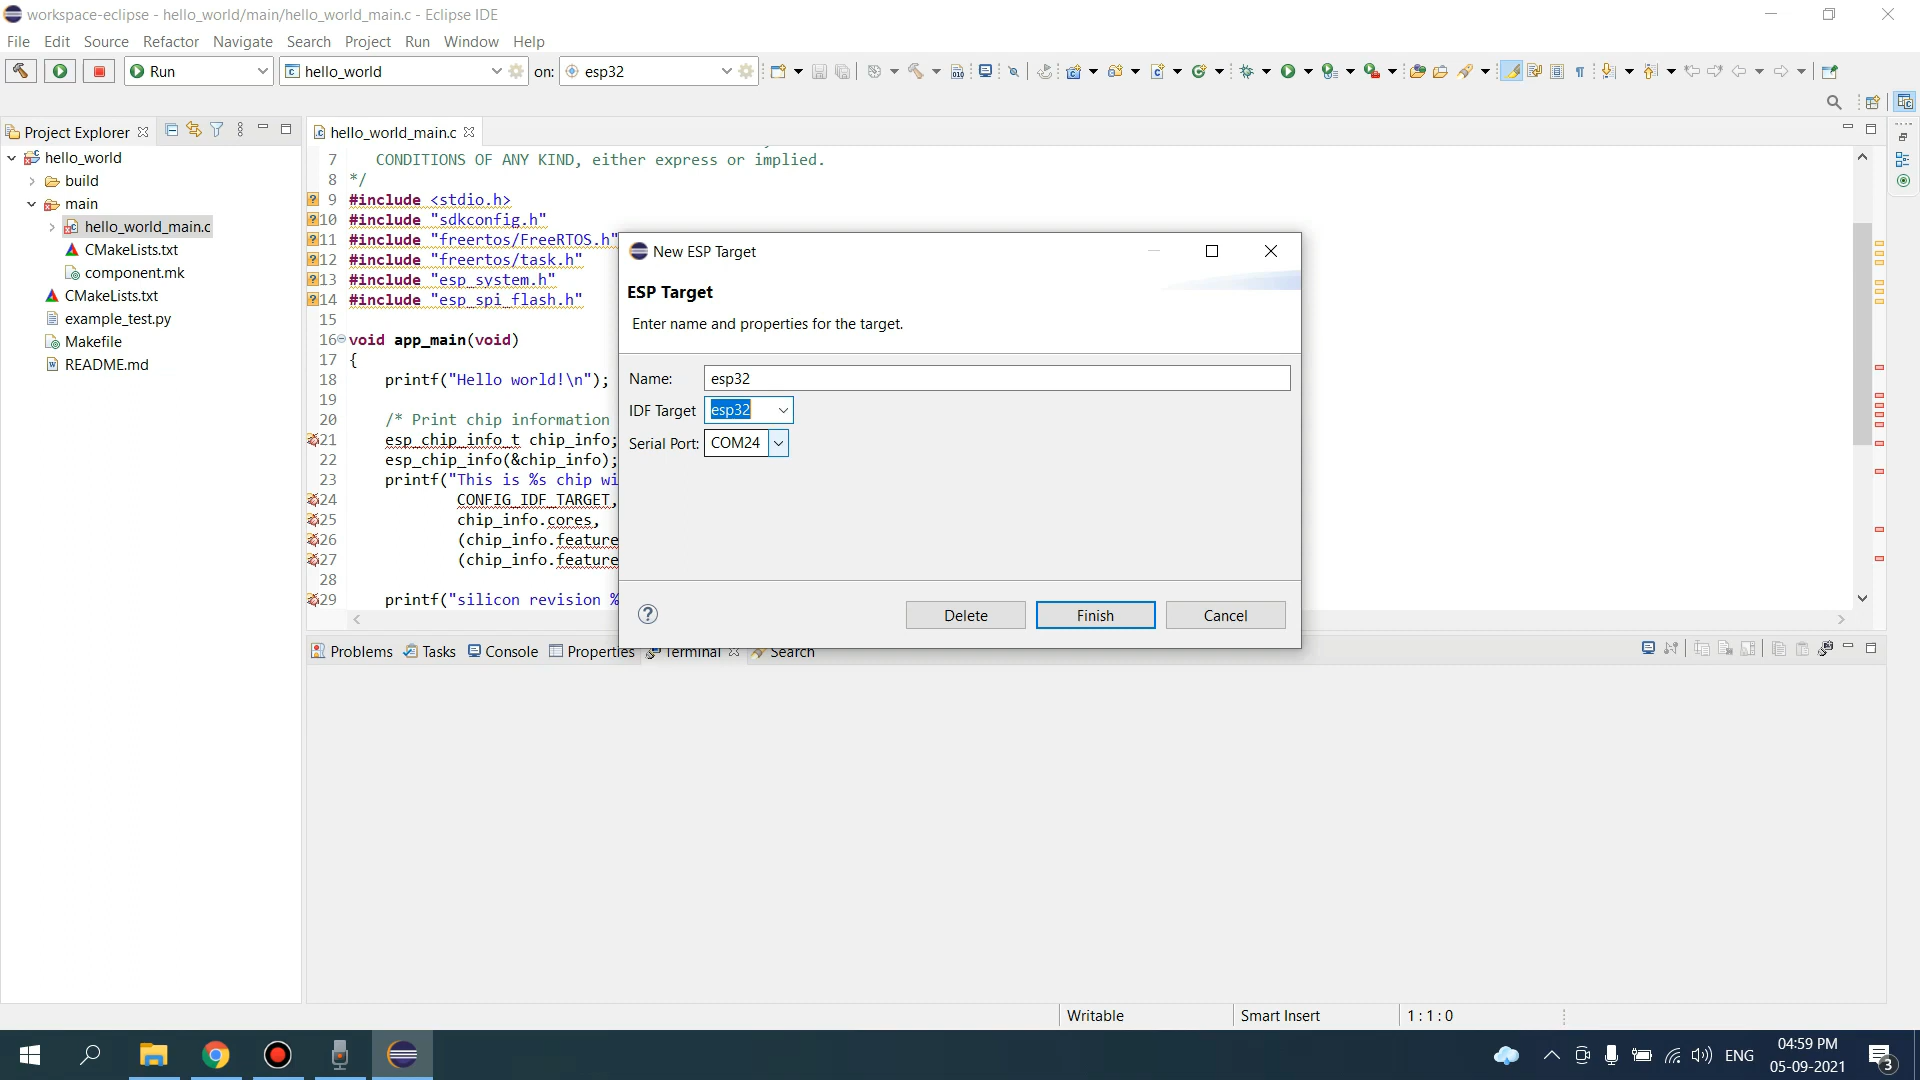 workspace-eclipse - hello_world/main/hello_world_main.c - Eclipse IDE
File Edit Source Refactor Navigate Search Project Run Window Help
Run hello_world on: esp32
Project Explorer
hello_world
build
main
hello_world_main.c
CMakeLists.txt
component.mk
CMakeLists.txt
example_test.py
Makefile
README.md
hello_world_main.c
7 CONDITIONS OF ANY KIND, either express or implied.
8 */
9 #include <stdio.h>
10 #include "sdkconfig.h"
11 #include "freertos/FreeRTOS.h"
12 #include "freertos/task.h"
13 #include "esp_system.h"
14 #include "esp_spi_flash.h"
15
16 void app_main(void)
17 {
18 printf("Hello world!\n");
19
20 /* Print chip information
21 esp_chip_info_t chip_info;
22 esp_chip_info(&chip_info);
23 printf("This is %s chip wi
24 CONFIG_IDF_TARGET,
25 chip_info.cores,
26 (chip_info.feature
27 (chip_info.feature
28
29 printf("silicon revision %
New ESP Target
ESP Target
Enter name and properties for the target.
Name: esp32
IDF Target esp32
Serial Port: COM24
Delete Finish Cancel
Problems Tasks Console Properties Terminal Search
Writable Smart Insert 1 : 1 : 0
ENG
04:59 PM
05-09-2021
3